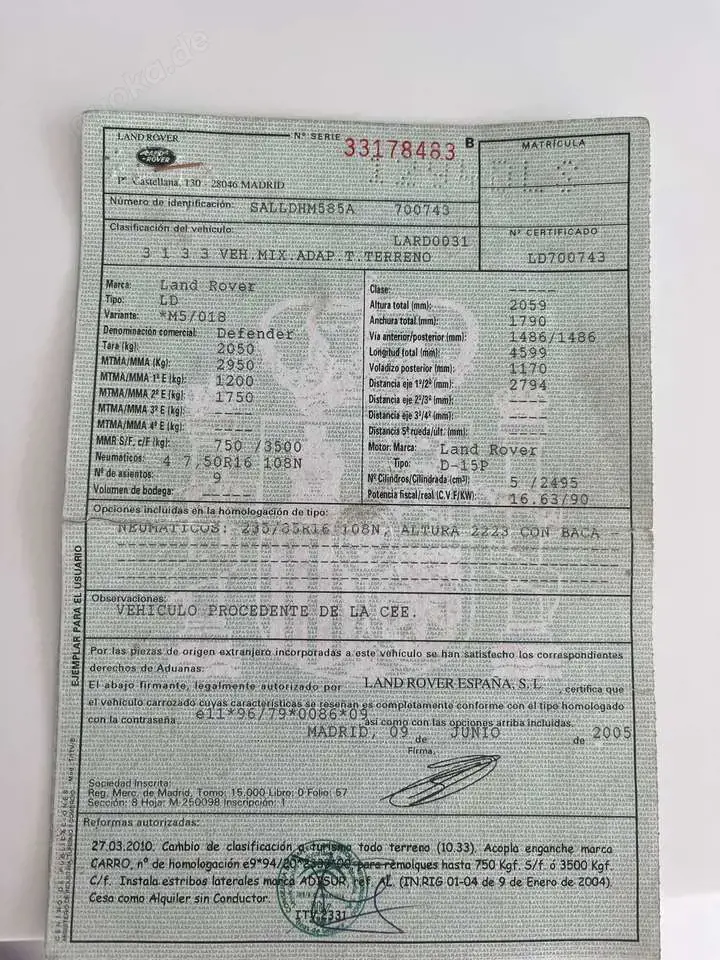 LAND ROVER
Nº SERIE 33178483 B
MATRÍCULA
LAND ROVER
Pº Castellana, 130 - 28046 MADRID
Número de identificación: SALLDHM585A 700743
Clasificación del vehículo: LARD0031
Nº CERTIFICADO
3 1 3 3 VEH.MIX.ADAP.T.TERRENO
LD700743
Marca: Land Rover
Tipo: LD
Variante: *M5/018
Denominación comercial: Defender
Tara (kg): 2050
MTMA/MMA (Kg): 2950
MTMA/MMA 1º E (kg): 1200
MTMA/MMA 2º E (kg): 1750
MTMA/MMA 3º E (kg): ----
MTMA/MMA 4º E (kg): ----
MMR S/F, c/F (kg): 750 /3500
Neumaticos: 4 7,50R16 108N
Nº de asientos: 9
Volumen de bodega:
Clase: -----
Altura total (mm): 2059
Anchura total (mm): 1790
Via anterior/posterior (mm): 1486/1486
Longitud total (mm): 4599
Voladizo posterior (mm): 1170
Distancia eje 1º/2º (mm): 2794
Distancia eje 2º/3º (mm): ----
Distancia eje 3º/4º (mm): ----
Distancia 5ª rueda/ult. (mm): ----
Motor: Marca: Land Rover
Tipo: D-15P
Nº Cilindros/Cilindrada (cm³) 5 /2495
Potencia fiscal/real (C.V.F/KW): 16.63/90
Opciones incluidas en la homologación de tipo:
NEUMATICOS: 235/85R16 108N, ALTURA 2223 CON BACA -
Observaciones:
VEHICULO PROCEDENTE DE LA CEE.
EJEMPLAR PARA EL USUARIO
Por las piezas de origen extranjero incorporadas a este vehículo se han satisfecho los correspondientes
derechos de Aduanas:
El abajo firmante, legalmente autorizado por LAND ROVER ESPAÑA, S. L , certifica que
el vehículo carrozado cuyas características se reseñan es completamente conforme con el tipo homologado
con la contraseña e11*96/79*0086*09 así como con las opciones arriba incluidas.
MADRID, 09 de JUNIO de 2005
Firma,
Sociedad Inscrita:
Reg. Merc. de Madrid, Tomo: 15.000 Libro: 0 Folio: 57
Sección: 8 Hoja: M 250098 Inscripción: 1
Reformas autorizadas:
27.03.2010. Cambio de clasificación a turismo todo terreno (10.33). Acopla enganche marca
CARRO, nº de homologación e9*94/20* para remolques hasta 750 Kgf. S/f. ó 3500 Kgf.
C/f. Instala estribos laterales marca ADISOR, ref. AL. (IN.RIG 01-04 de 9 de Enero de 2004).
Cesa como Alquiler sin Conductor.
ITV 2331